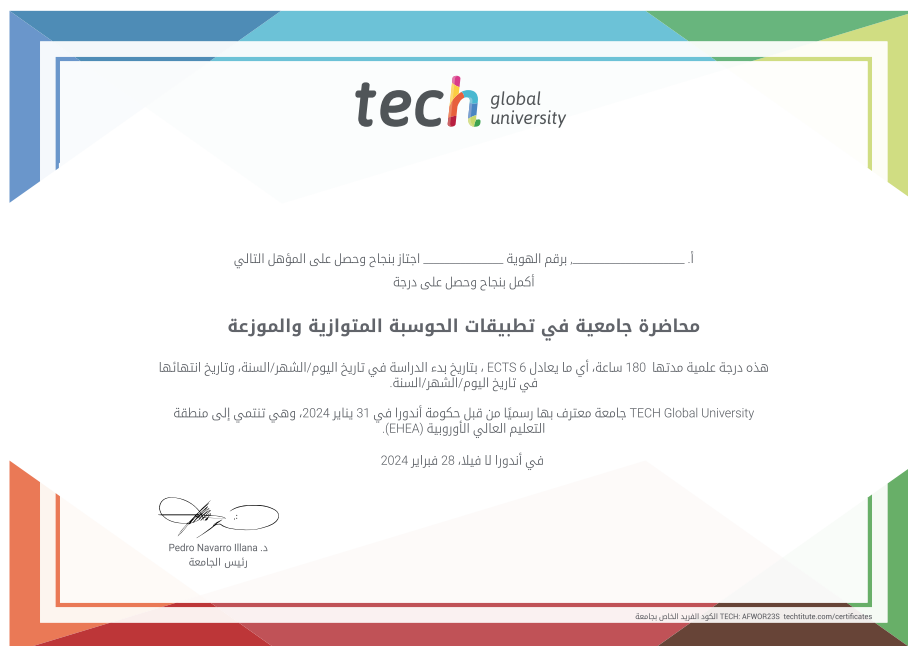 tech global
university
أ. ____________________, برقم الهوية ______________ اجتاز بنجاح وحصل على المؤهل التالي
أكمل بنجاح وحصل على درجة
محاضرة جامعية في تطبيقات الحوسبة المتوازية والموزعة
هذه درجة علمية مدتها 180 ساعة، أي ما يعادل 6 ECTS ، بتاريخ بدء الدراسة في تاريخ اليوم/الشهر/السنة، وتاريخ انتهائها
في تاريخ اليوم/الشهر/السنة.
TECH Global University جامعة معترف بها رسميًا من قبل حكومة أندورا في 31 يناير 2024، وهي تنتمي إلى منطقة
التعليم العالي الأوروبية (EHEA).
في أندورا لا فيلا، 28 فبراير 2024
د. Pedro Navarro Illana
رئيس الجامعة
الكود الفريد الخاص بجامعة TECH: AFWOR23S techtitute.com/certificates